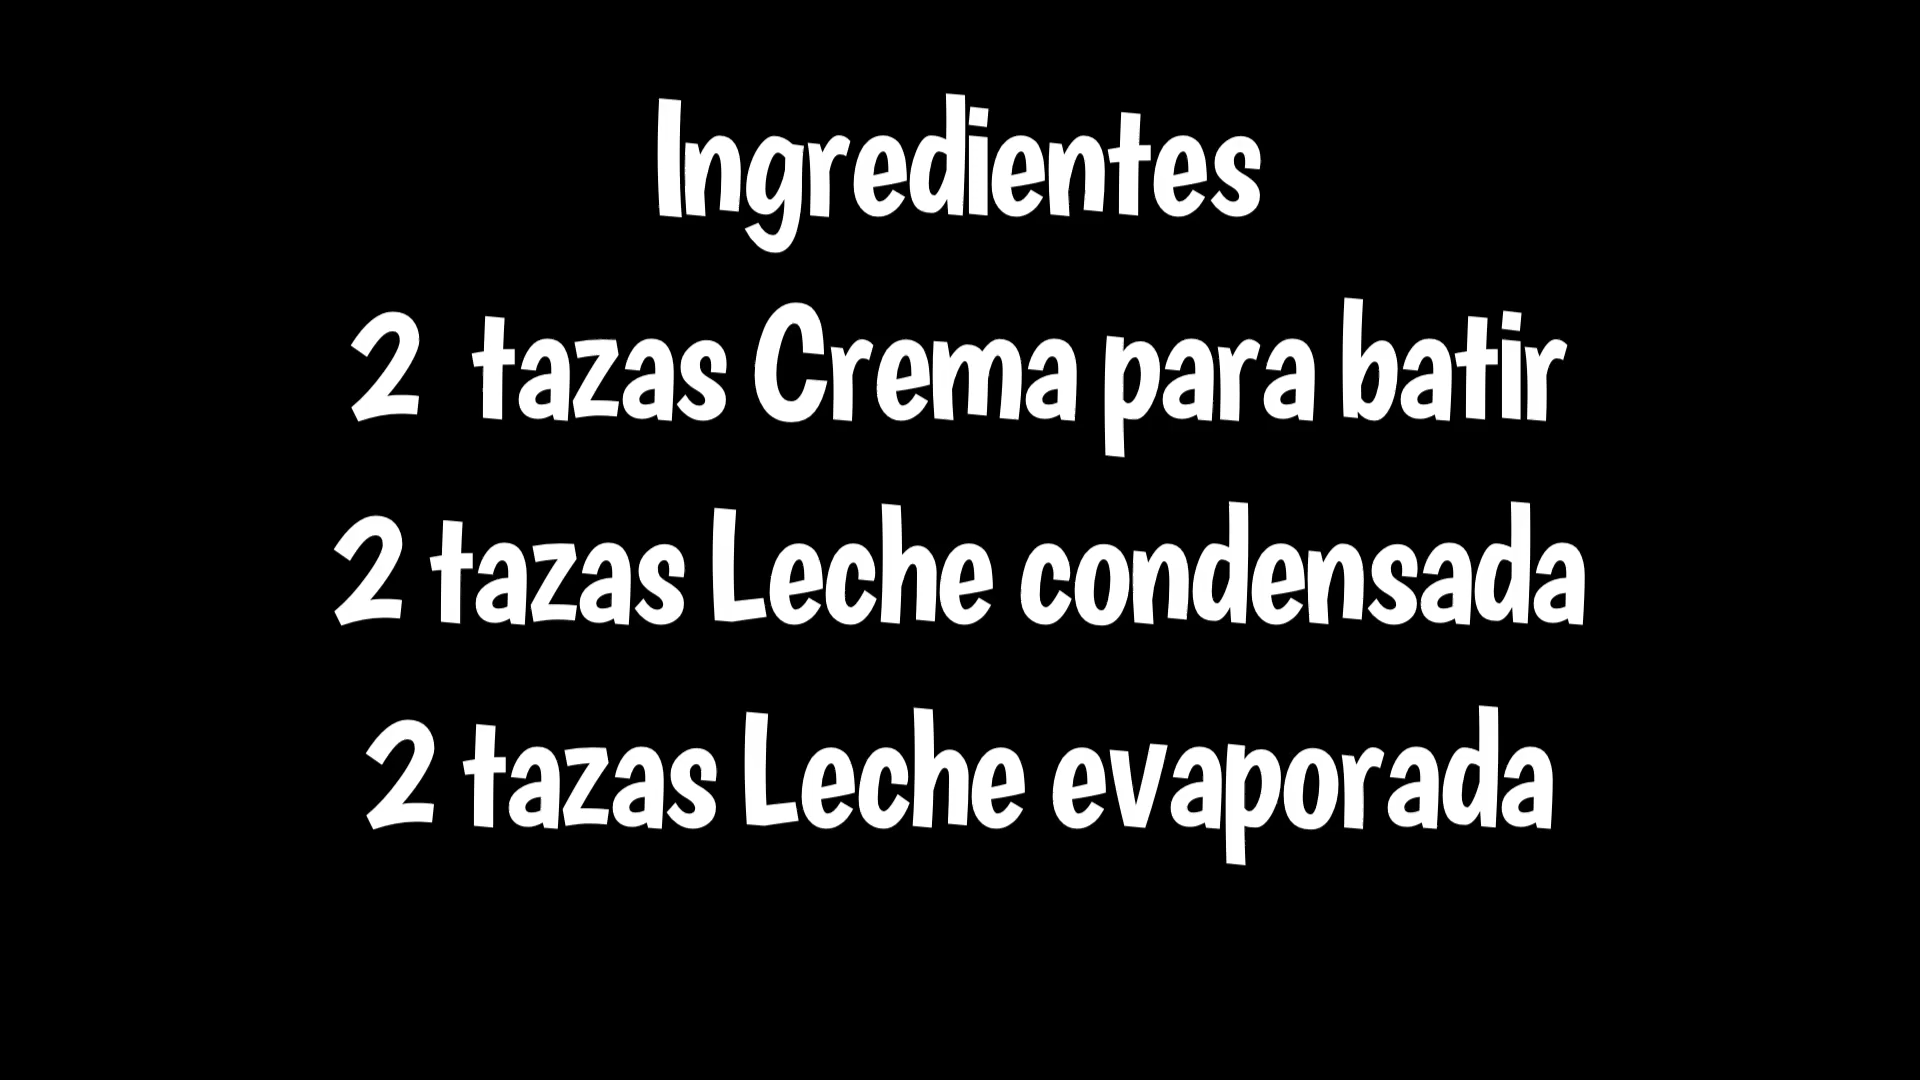 Ingredientes
2 tazas Crema para batir
2 tazas Leche condensada
2 tazas Leche evaporada